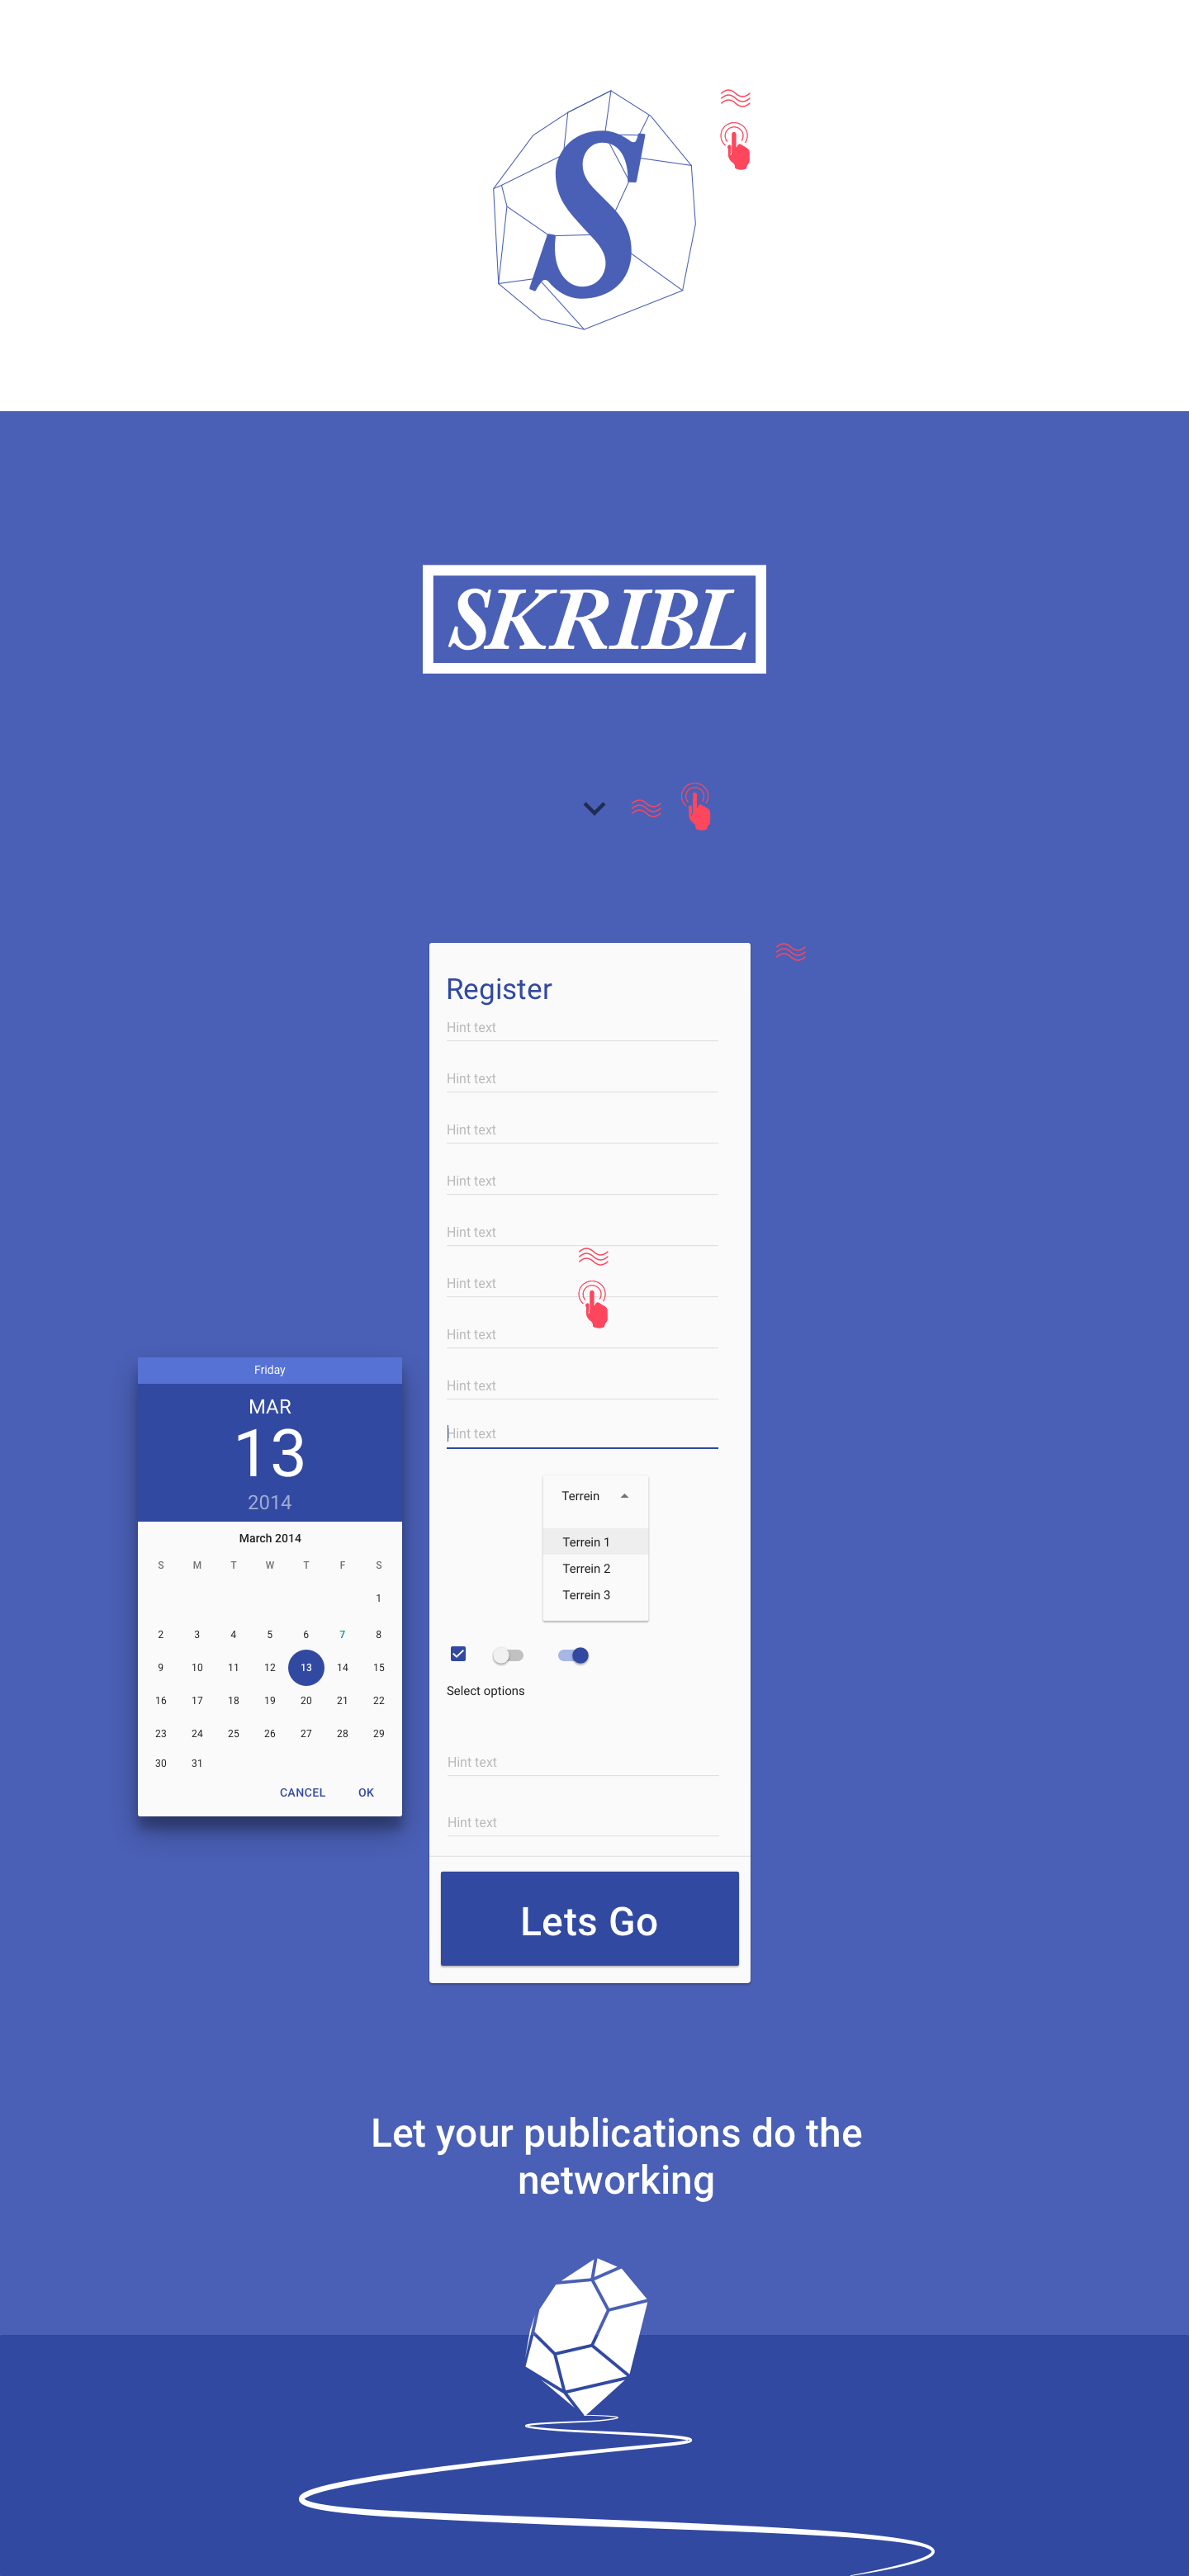 S
SKRIBL
Register
Hint text
Hint text
Hint text
Hint text
Hint text
Hint text
Hint text
Hint text
Hint text
Friday
MAR
13
2014
March 2014
S M T W T F S
1
2 3 4 5 6 7 8
9 10 11 12 13 14 15
16 17 18 19 20 21 22
23 24 25 26 27 28 29
30 31
CANCEL OK
Terrein
Terrein 1
Terrein 2
Terrein 3
Select options
Hint text
Hint text
Lets Go
Let your publications do the
networking